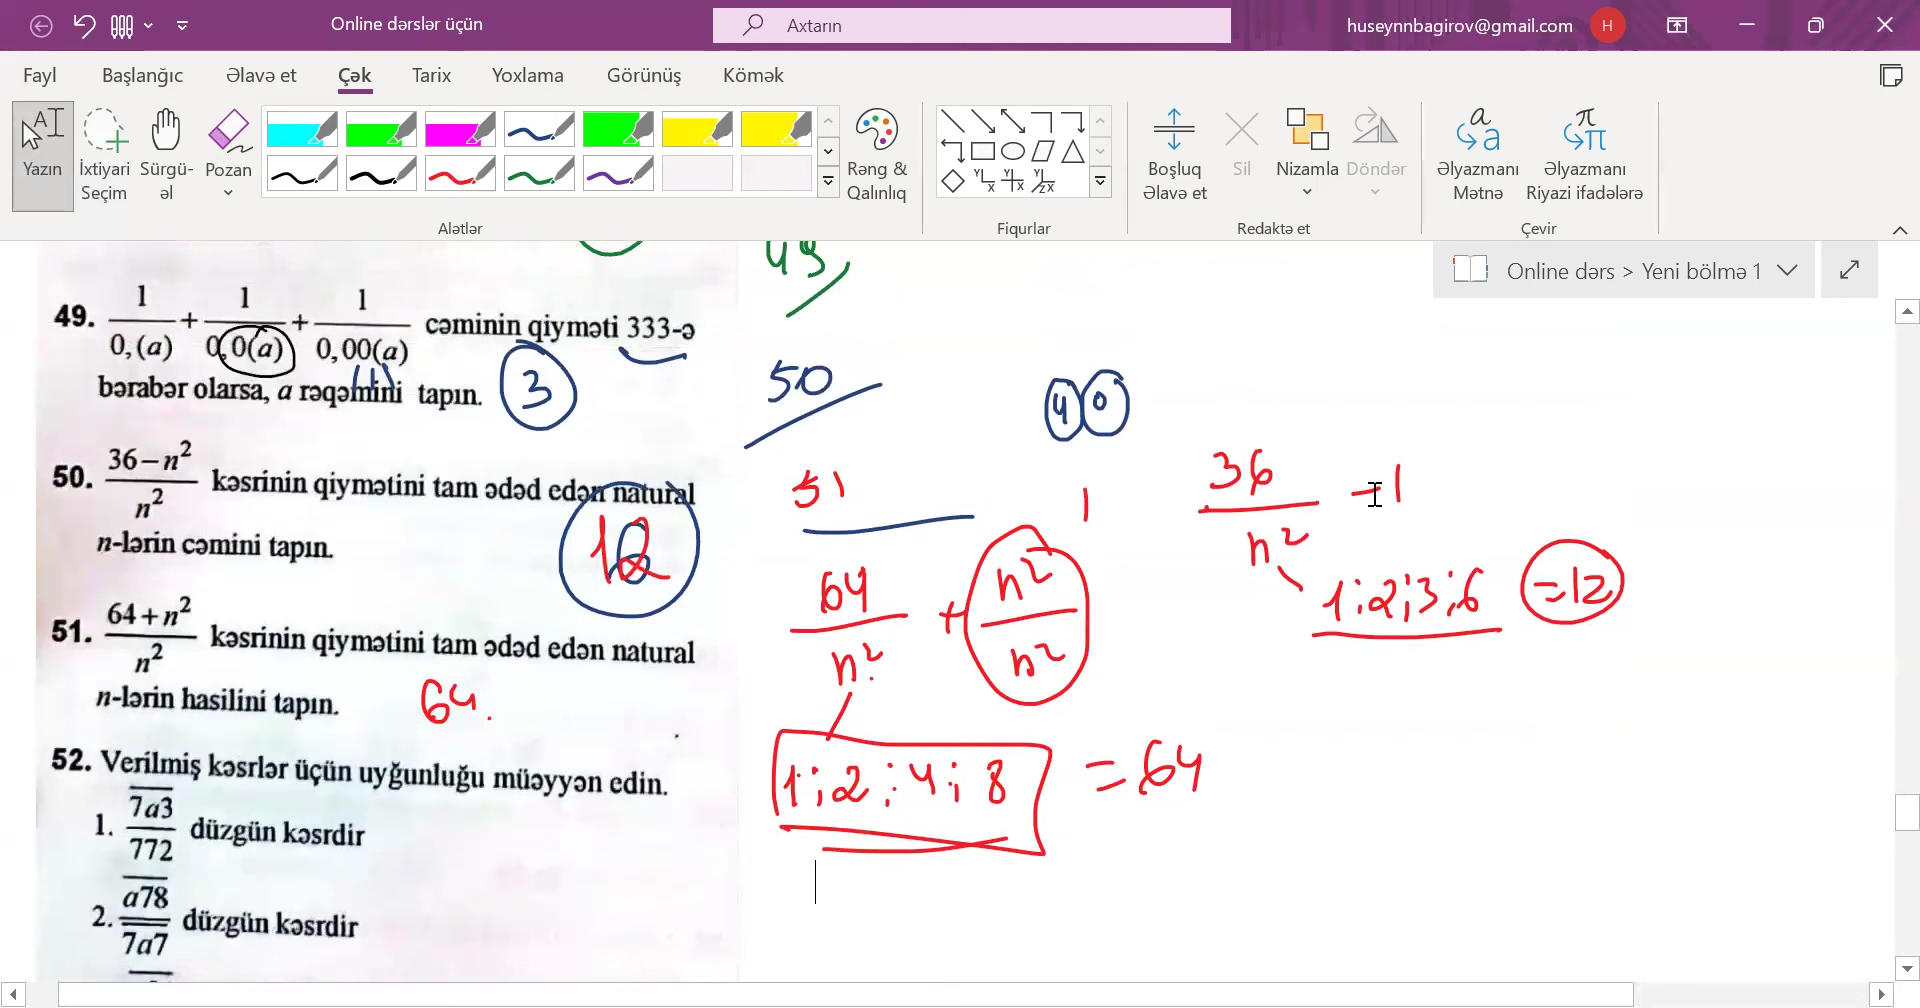 Online dərslər üçün
Axtarın
huseynnbagirov@gmail.com
H
Fayl Başlanğıc Əlavə et Çək Tarix Yoxlama Görünüş Kömək
Yazın
İxtiyari Seçim
Sürgü-əl
Pozan
Rəng & Qalınlıq
Boşluq Əlavə et
Sil
Nizamla
Döndər
Əlyazmanı Mətnə
Əlyazmanı Riyazi ifadələrə
Alətlər
Fiqurlar
Redaktə et
Çevir
Online dərs > Yeni bölmə 1
49. 1/0,(a) + 1/0,0(a) + 1/0,00(a) cəminin qiyməti 333-ə
bərabər olarsa, a rəqəmini tapın.
3
50. 36−n²/n² kəsrinin qiymətini tam ədəd edən natural
n-lərin cəmini tapın.
12
51. 64+n²/n² kəsrinin qiymətini tam ədəd edən natural
n-lərin hasilini tapın.
64.
52. Verilmiş kəsrlər üçün uyğunluğu müəyyən edin.
1. 7a3/772 düzgün kəsrdir
2. a78/7a7 düzgün kəsrdir
49
50
40
51
1
64/n² + n²/n²
36/n² −1
1;2;3;6 =12
1;2;4;8 =64